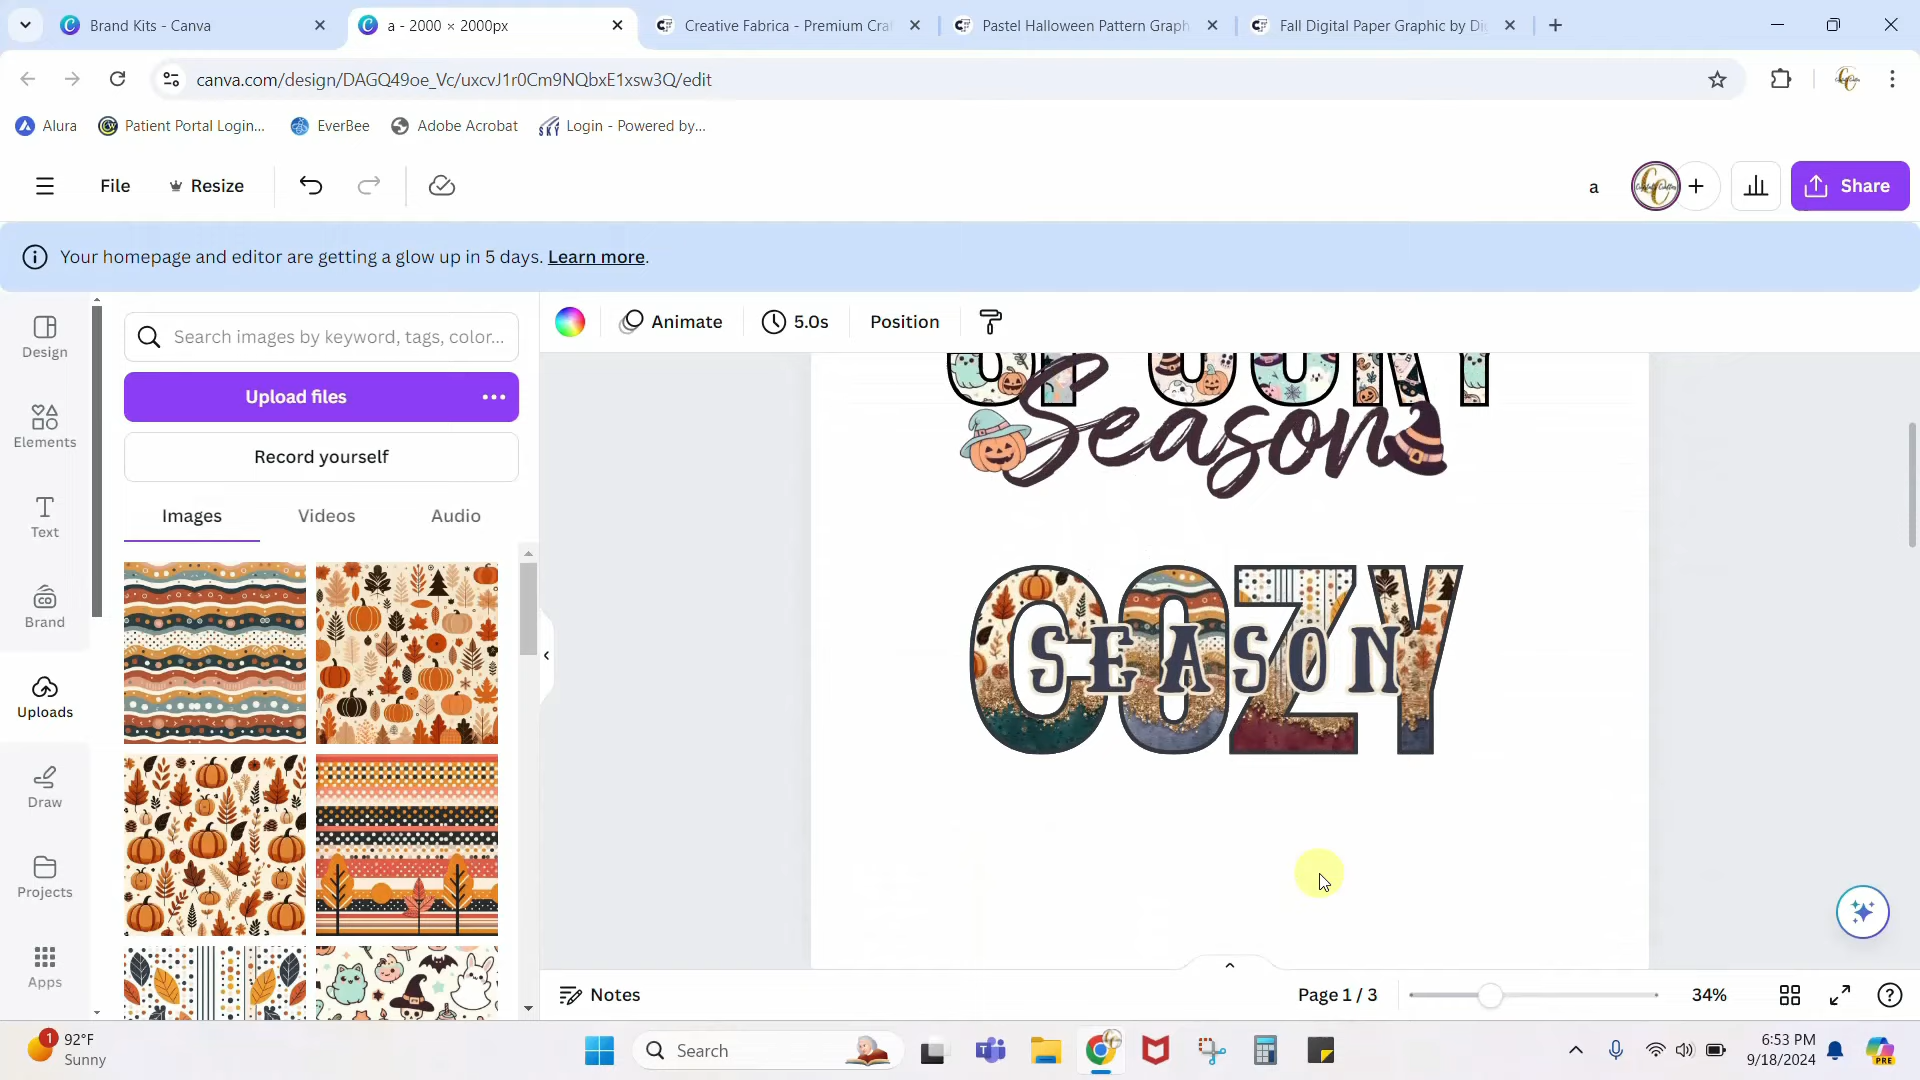 Brand Kits - Canva
a - 2000 × 2000px
Creative Fabrica - Premium Cra
Pastel Halloween Pattern Graph
Fall Digital Paper Graphic by Di
canva.com/design/DAGQ49oe_Vc/uxcvJ1r0Cm9NQbxE1xsw3Q/edit
Alura
Patient Portal Login...
EverBee
Adobe Acrobat
Login - Powered by...
File
Resize
a
Share
Your homepage and editor are getting a glow up in 5 days. Learn more.
Design
Elements
Text
Brand
Uploads
Draw
Projects
Apps
Search images by keyword, tags, color...
Upload files
Record yourself
Images
Videos
Audio
Animate
5.0s
Position
SPOOKY
Season
COZY
SEASON
Notes
Page 1 / 3
34%
1
92°F
Sunny
Search
6:53 PM
9/18/2024
PRE